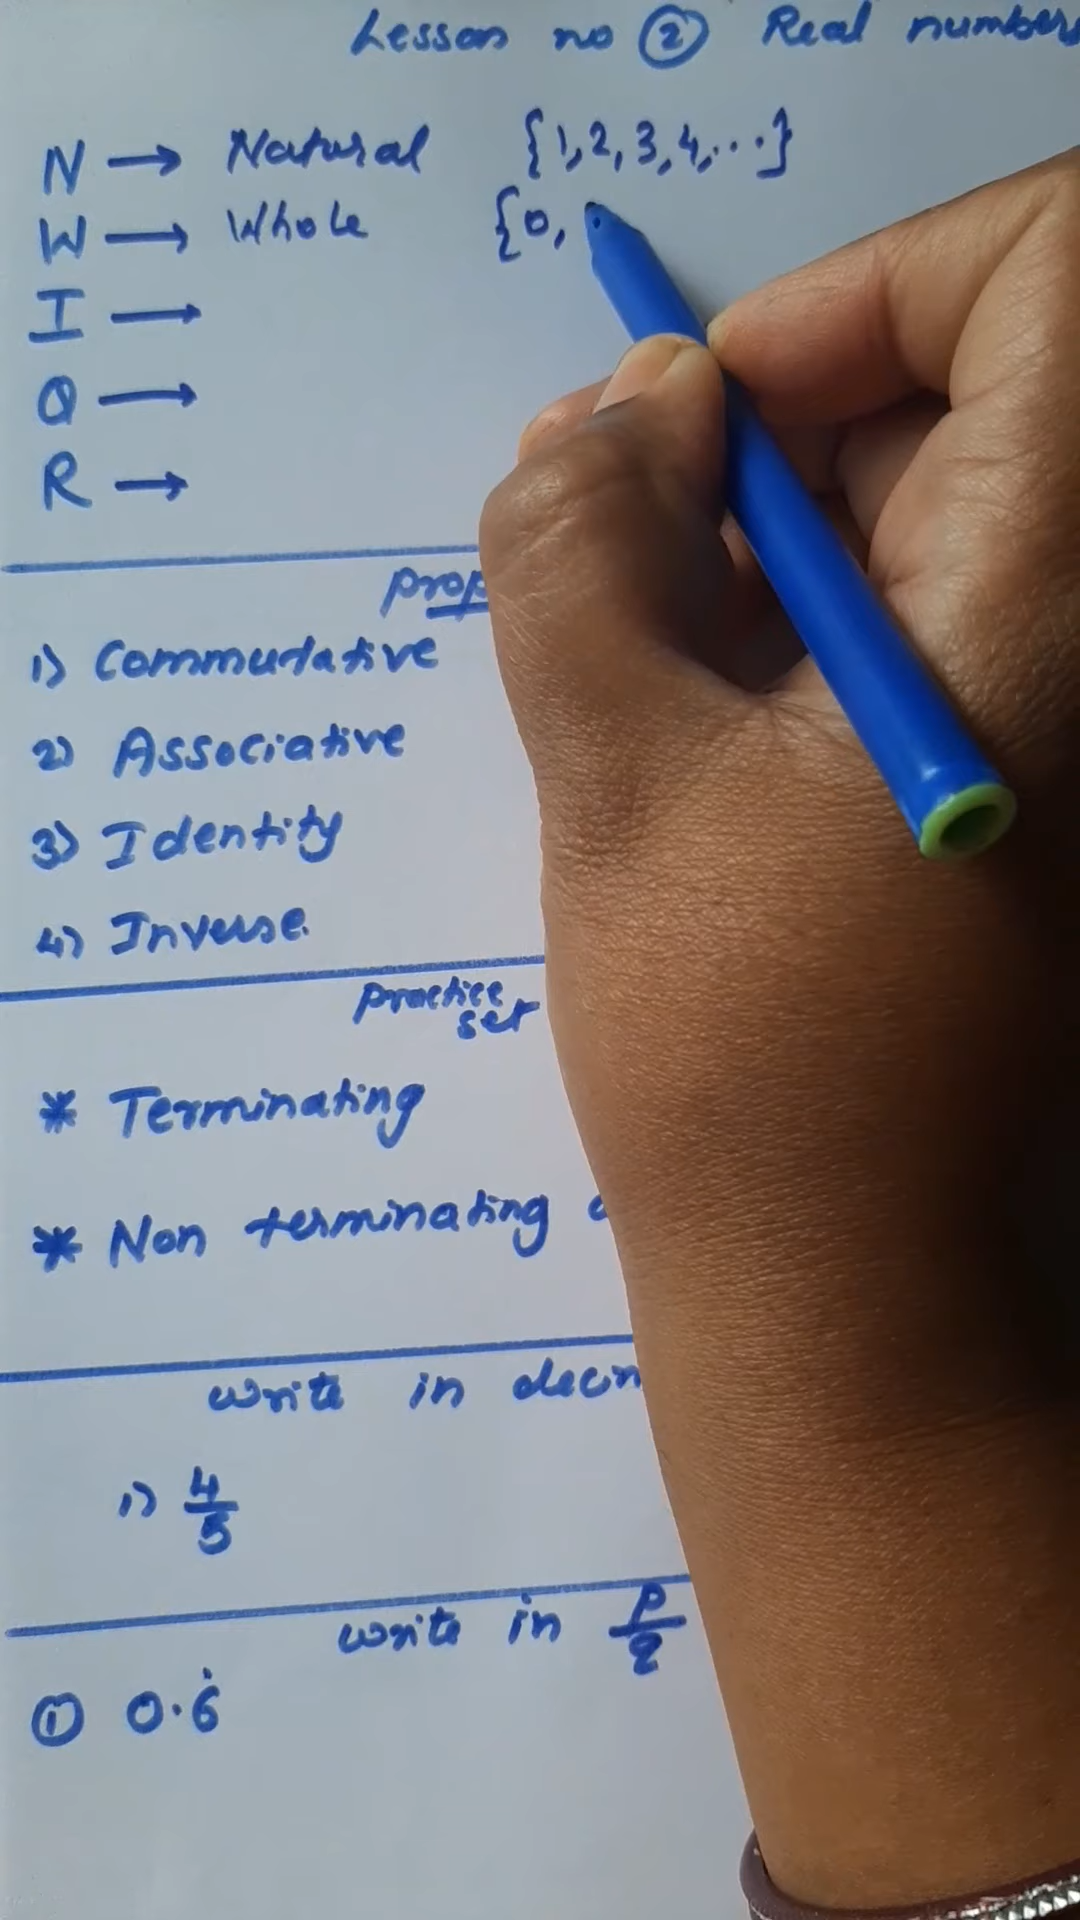 Lesson no ② Real numbers
N → Natural {1,2,3,4,...}
W → Whole {0,
I →
Q →
R →
prop
1) Commutative
2) Associative
3) Identity
4) Inverse.
Practice set
* Terminating
* Non terminating
write in decim
1) 4/5
write in p/q
① 0.6̇